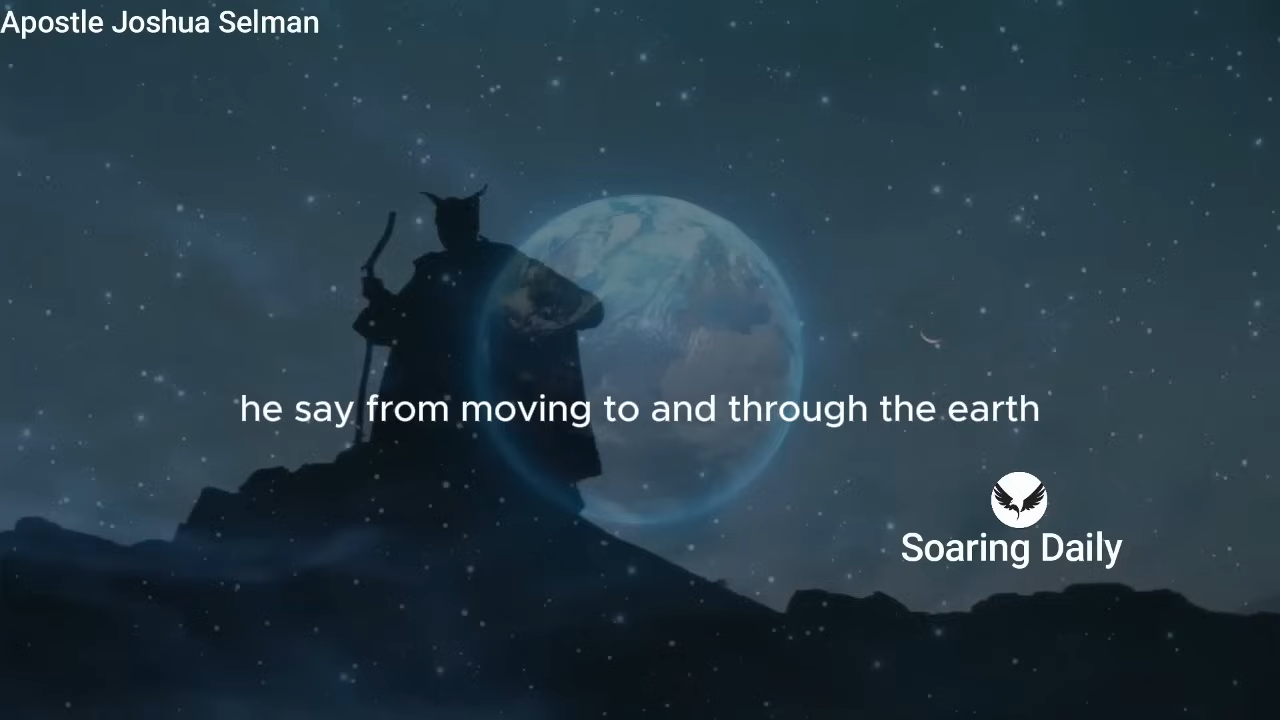 Apostle Joshua Selman
he say from moving to and through the earth
Soaring Daily